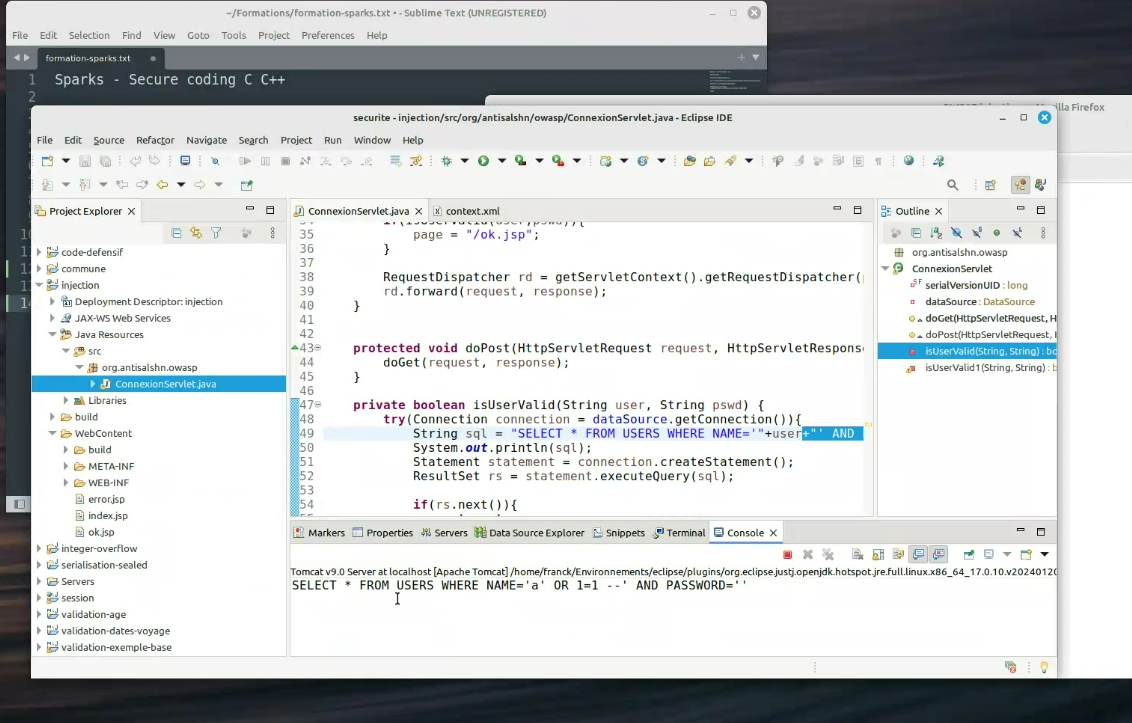 ~/Formations/formation-sparks.txt • - Sublime Text (UNREGISTERED)
File Edit Selection Find View Goto Tools Project Preferences Help
formation-sparks.txt
1 Sparks - Secure coding C C++
2
Firefox
securite - injection/src/org/antisalshn/owasp/ConnexionServlet.java - Eclipse IDE
File Edit Source Refactor Navigate Search Project Run Window Help
Project Explorer
code-defensif
commune
injection
Deployment Descriptor: injection
JAX-WS Web Services
Java Resources
src
org.antisalshn.owasp
ConnexionServlet.java
Libraries
build
WebContent
build
META-INF
WEB-INF
error.jsp
index.jsp
ok.jsp
integer-overflow
serialisation-sealed
Servers
session
validation-age
validation-dates-voyage
validation-exemple-base
ConnexionServlet.java context.xml
35 page = "/ok.jsp";
36 }
37
38 RequestDispatcher rd = getServletContext().getRequestDispatcher(
39 rd.forward(request, response);
40 }
41
42
43 protected void doPost(HttpServletRequest request, HttpServletResponse
44 doGet(request, response);
45 }
46
47 private boolean isUserValid(String user, String pswd) {
48 try(Connection connection = dataSource.getConnection()){
49 String sql = "SELECT * FROM USERS WHERE NAME='"+user+"' AND
50 System.out.println(sql);
51 Statement statement = connection.createStatement();
52 ResultSet rs = statement.executeQuery(sql);
53
54 if(rs.next()){
Outline
org.antisalshn.owasp
ConnexionServlet
serialVersionUID : long
dataSource : DataSource
doGet(HttpServletRequest, H
doPost(HttpServletRequest,
isUserValid(String, String) : bo
isUserValid1(String, String) : b
Markers Properties Servers Data Source Explorer Snippets Terminal Console
Tomcat v9.0 Server at localhost [Apache Tomcat] /home/franck/Environnements/eclipse/plugins/org.eclipse.justj.openjdk.hotspot.jre.full.linux.x86_64_17.0.10.v20240120
SELECT * FROM USERS WHERE NAME='a' OR 1=1 --' AND PASSWORD=''